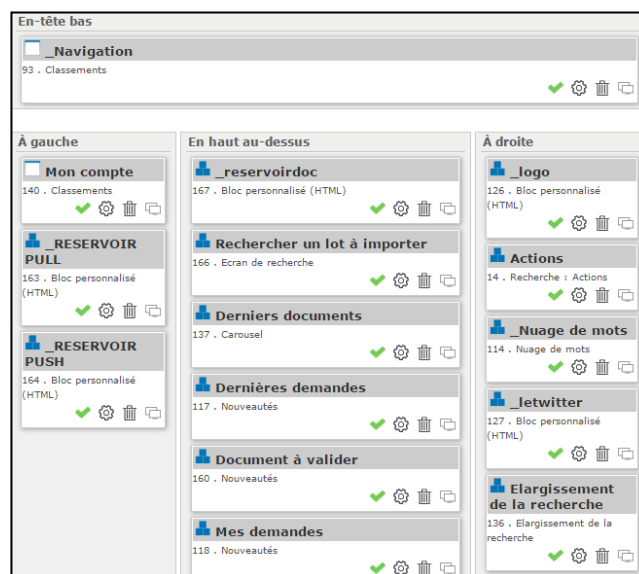 En-tête bas
_Navigation
93 . Classements
À gauche
Mon compte
140 . Classements
_RESERVOIR
PULL
163 . Bloc personnalisé
(HTML)
_RESERVOIR
PUSH
164 . Bloc personnalisé
(HTML)
En haut au-dessus
_reservoirdoc
167 . Bloc personnalisé (HTML)
Rechercher un lot à importer
166 . Ecran de recherche
Derniers documents
137 . Carousel
Dernières demandes
117 . Nouveautés
Document à valider
160 . Nouveautés
Mes demandes
118 . Nouveautés
À droite
_logo
126 . Bloc personnalisé
(HTML)
Actions
14 . Recherche : Actions
_Nuage de mots
114 . Nuage de mots
_letwitter
127 . Bloc personnalisé
(HTML)
Elargissement
de la recherche
136 . Elargissement de la
recherche